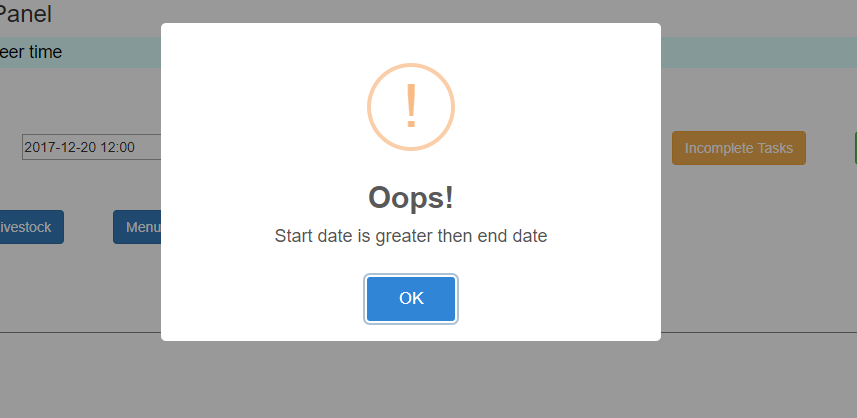 Panel
eer time
2017-12-20 12:00
Incomplete Tasks
ivestock
Menu
!
Oops!
Start date is greater then end date
OK